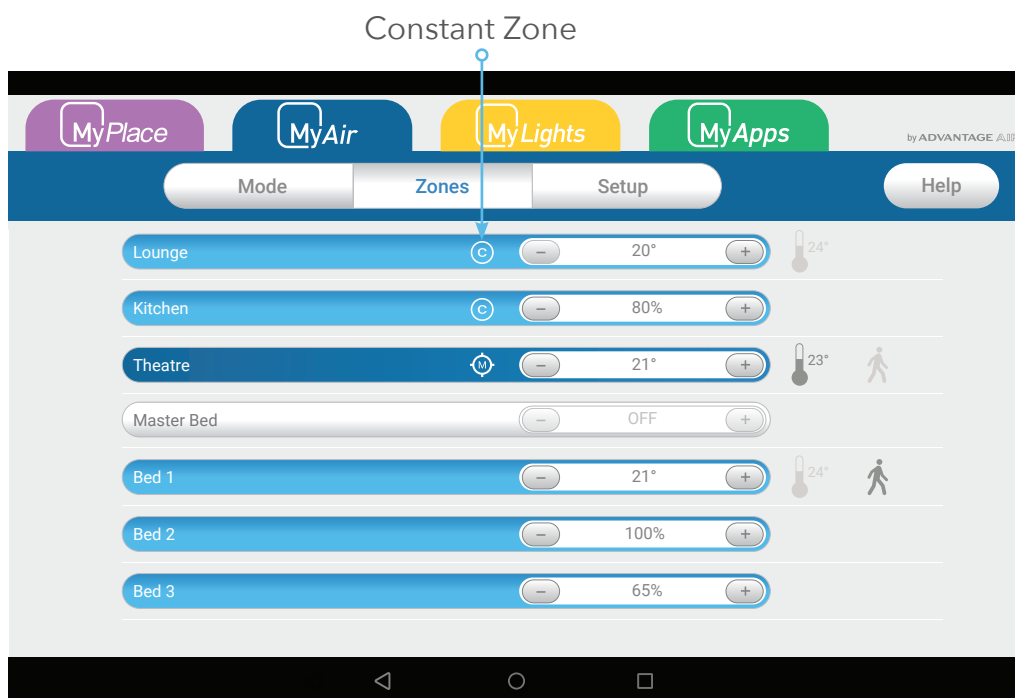 Constant Zone
MyPlace
MyAir
MyLights
MyApps
by ADVANTAGE AIR
Mode
Zones
Setup
Help
Lounge C − 20° + 24°
Kitchen C − 80% +
Theatre M − 21° + 23°
Master Bed − OFF +
Bed 1 − 21° + 24°
Bed 2 − 100% +
Bed 3 − 65% +